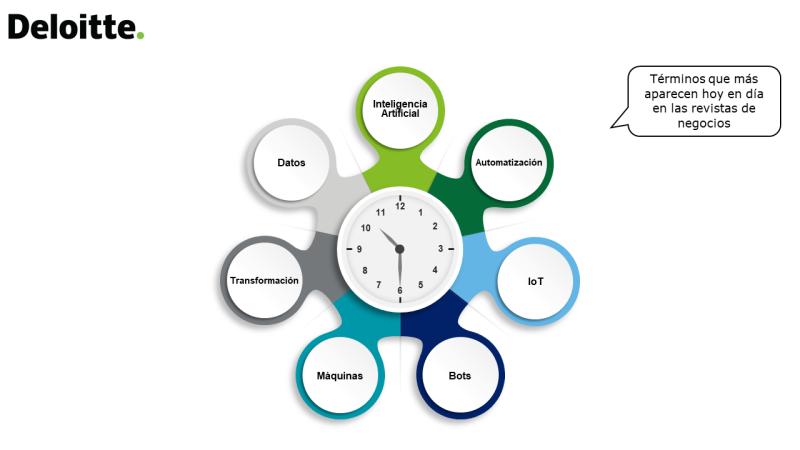 Deloitte.
Términos que más
aparecen hoy en día
en las revistas de
negocios
Inteligencia
Artificial
Automatización
IoT
Bots
Máquinas
Transformación
Datos
12
1
2
3
4
5
6
7
8
9
10
11